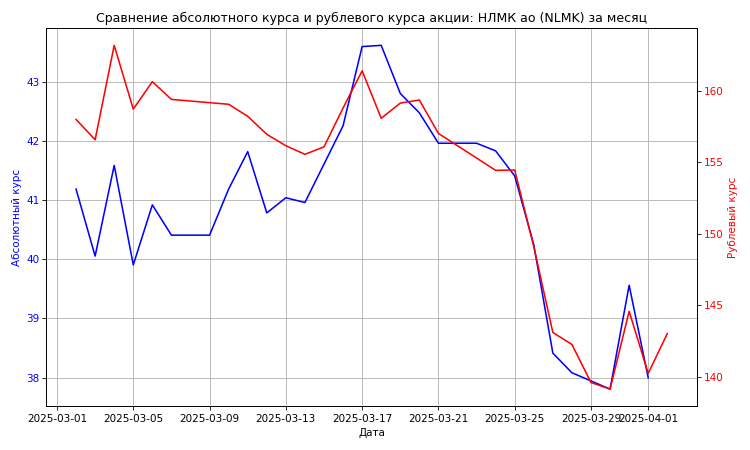 Сравнение абсолютного курса и рублевого курса акции: НЛМК ао (NLMK) за месяц
43
42
41
40
39
38
Абсолютный курс
160
155
150
145
140
Рублевый курс
2025-03-01 2025-03-05 2025-03-09 2025-03-13 2025-03-17 2025-03-21 2025-03-25 2025-03-29 2025-04-01
Дата